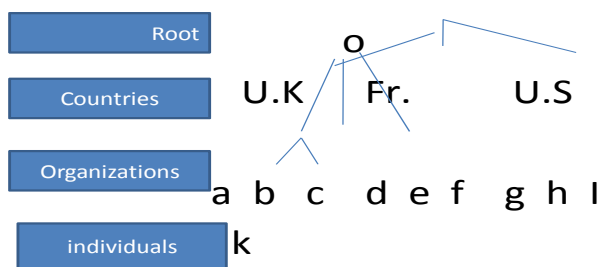 Root o
Countries U.K Fr. U.S
Organizations a b c d e f g h I
individuals k